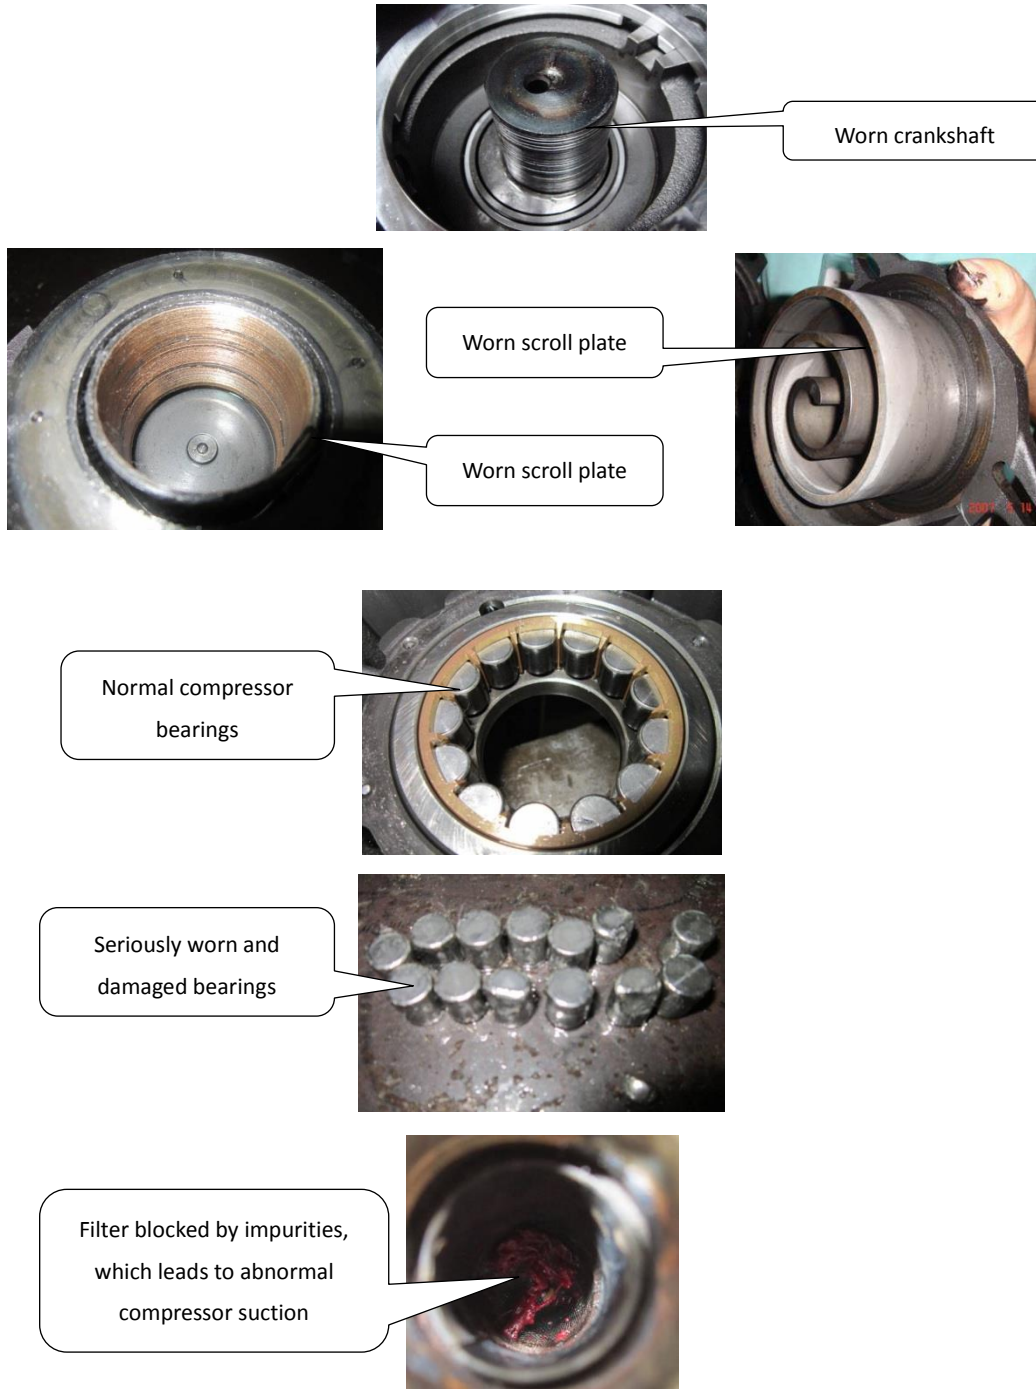 Worn crankshaft
Worn scroll plate
Worn scroll plate
Normal compressor
bearings
Seriously worn and
damaged bearings
Filter blocked by impurities,
which leads to abnormal
compressor suction